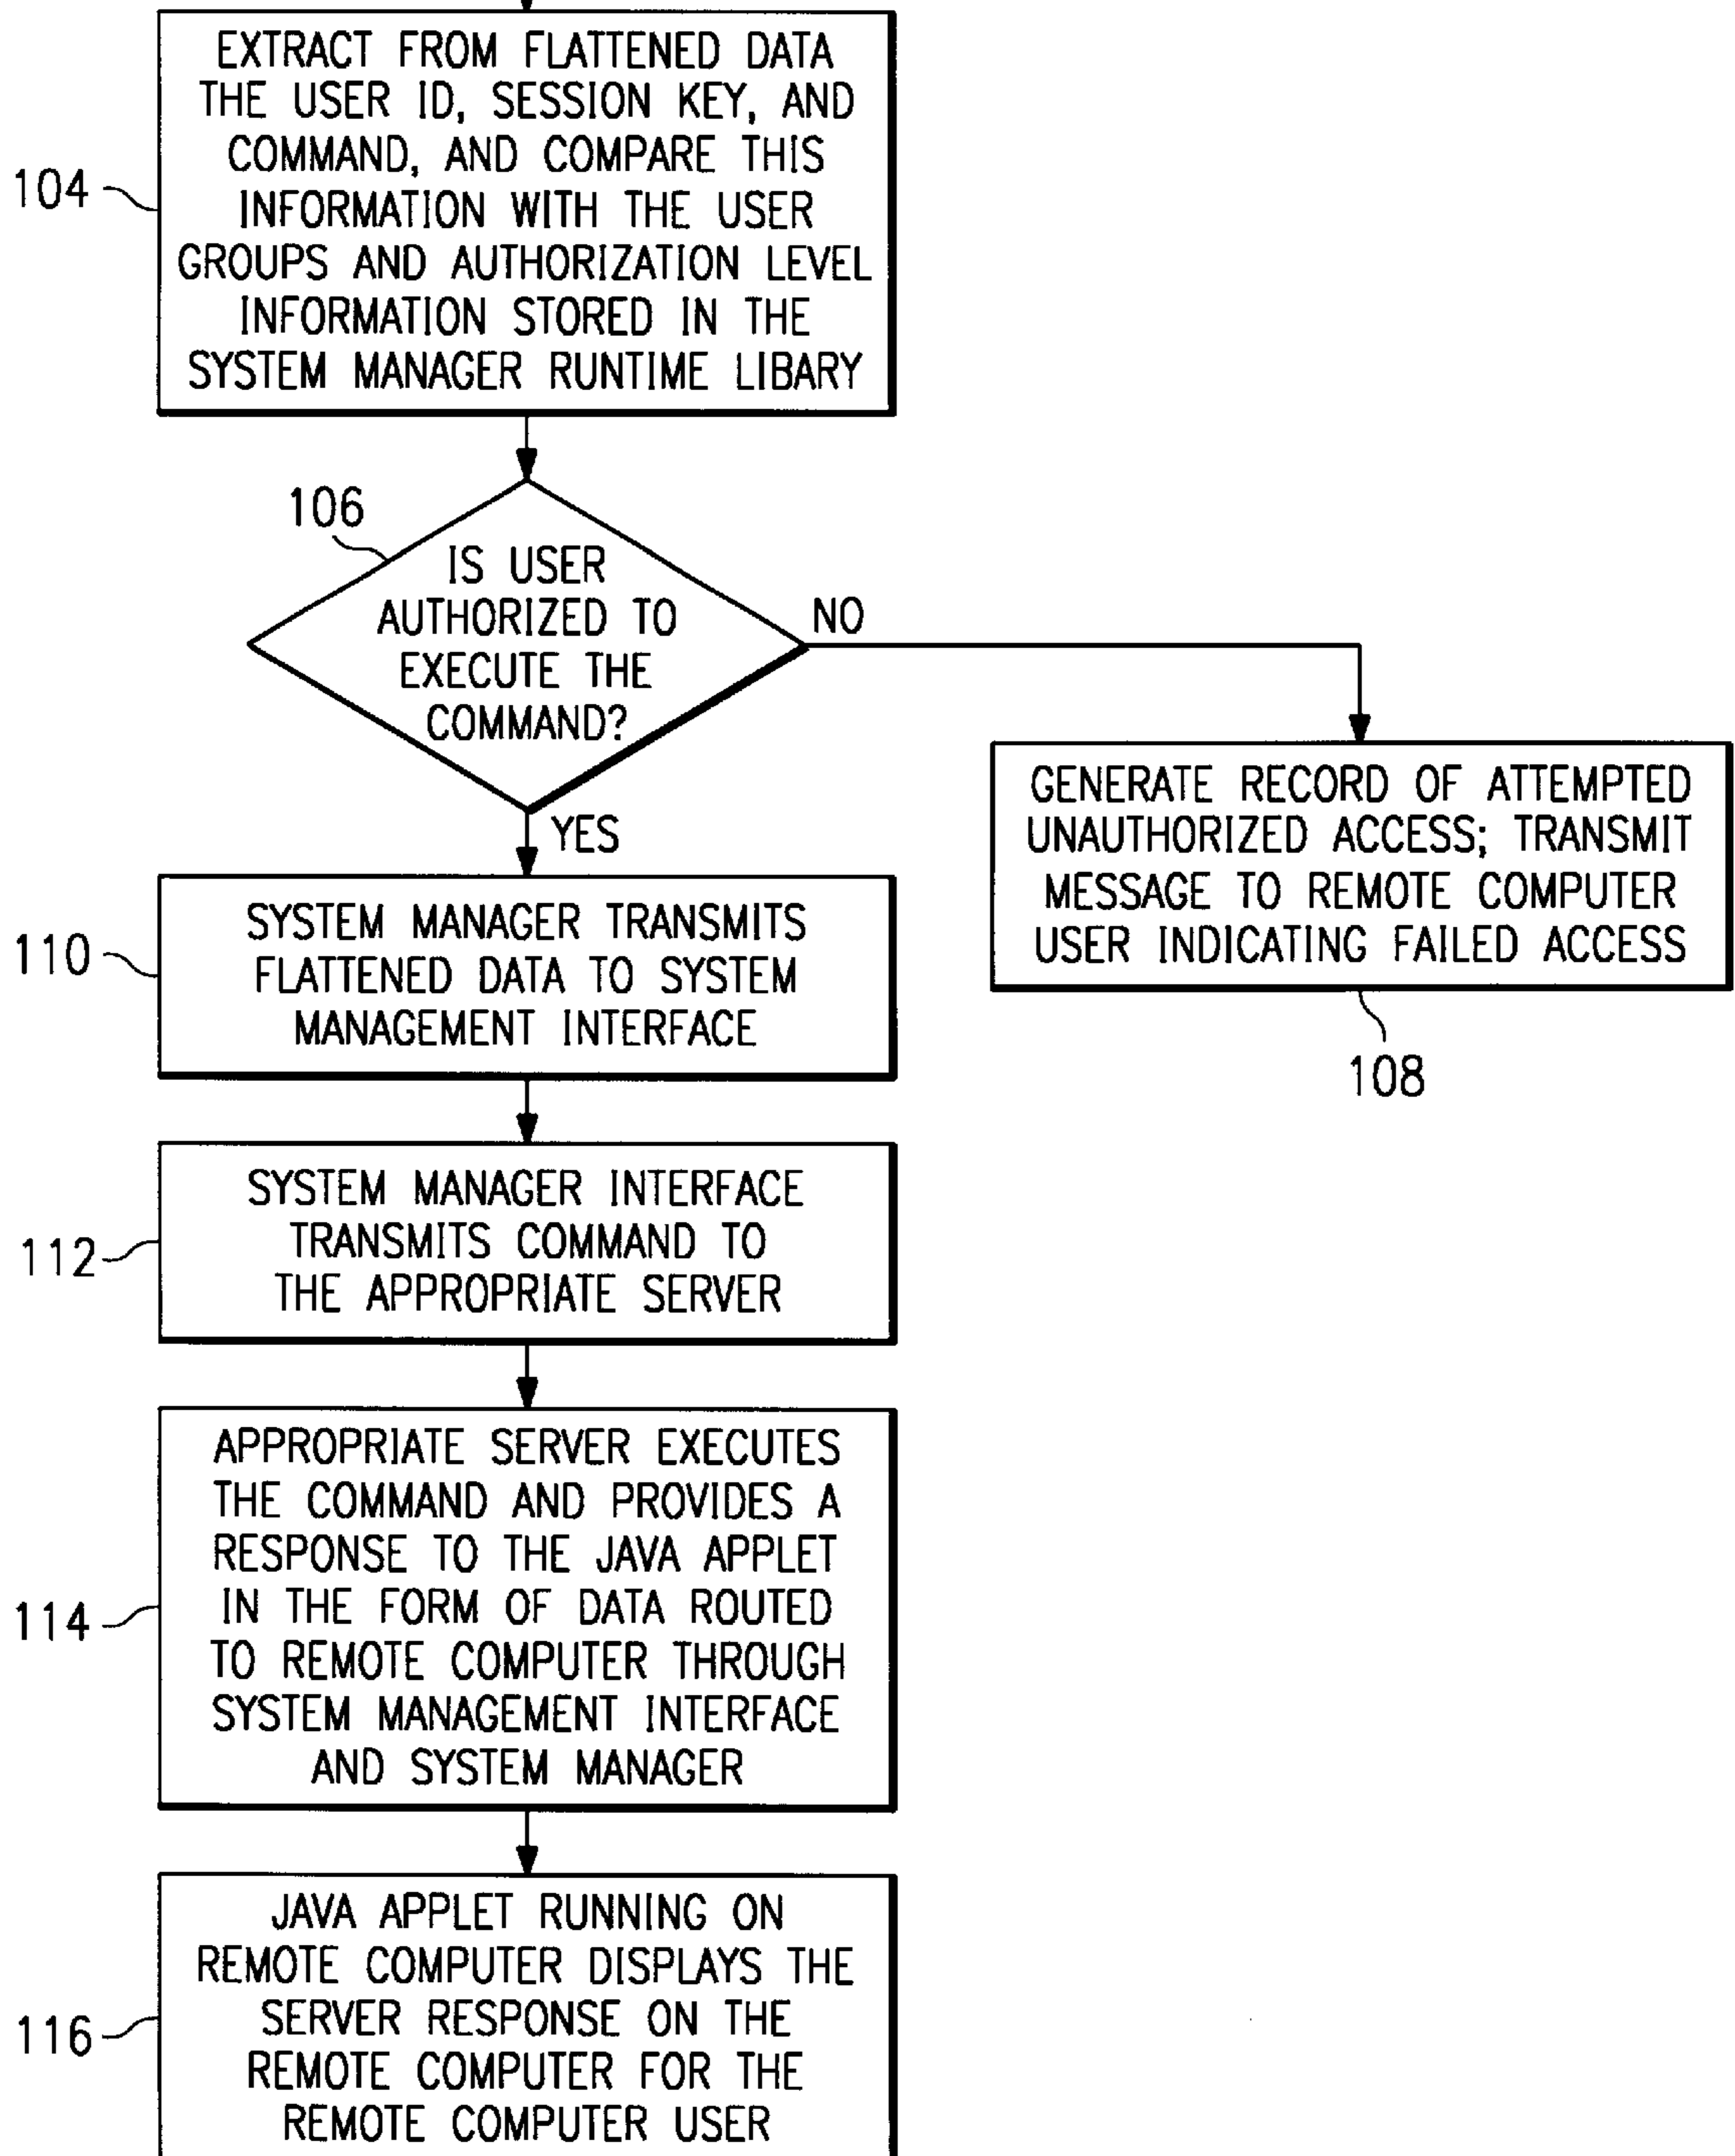 EXTRACT FROM FLATTENED DATA
THE USER ID, SESSION KEY, AND
COMMAND, AND COMPARE THIS
INFORMATION WITH THE USER
GROUPS AND AUTHORIZATION LEVEL
INFORMATION STORED IN THE
SYSTEM MANAGER RUNTIME LIBARY
104
106
IS USER
AUTHORIZED TO
EXECUTE THE
COMMAND?
NO
YES
GENERATE RECORD OF ATTEMPTED
UNAUTHORIZED ACCESS; TRANSMIT
MESSAGE TO REMOTE COMPUTER
USER INDICATING FAILED ACCESS
108
SYSTEM MANAGER TRANSMITS
FLATTENED DATA TO SYSTEM
MANAGEMENT INTERFACE
110
SYSTEM MANAGER INTERFACE
TRANSMITS COMMAND TO
THE APPROPRIATE SERVER
112
APPROPRIATE SERVER EXECUTES
THE COMMAND AND PROVIDES A
RESPONSE TO THE JAVA APPLET
IN THE FORM OF DATA ROUTED
TO REMOTE COMPUTER THROUGH
SYSTEM MANAGEMENT INTERFACE
AND SYSTEM MANAGER
114
JAVA APPLET RUNNING ON
REMOTE COMPUTER DISPLAYS THE
SERVER RESPONSE ON THE
REMOTE COMPUTER FOR THE
REMOTE COMPUTER USER
116